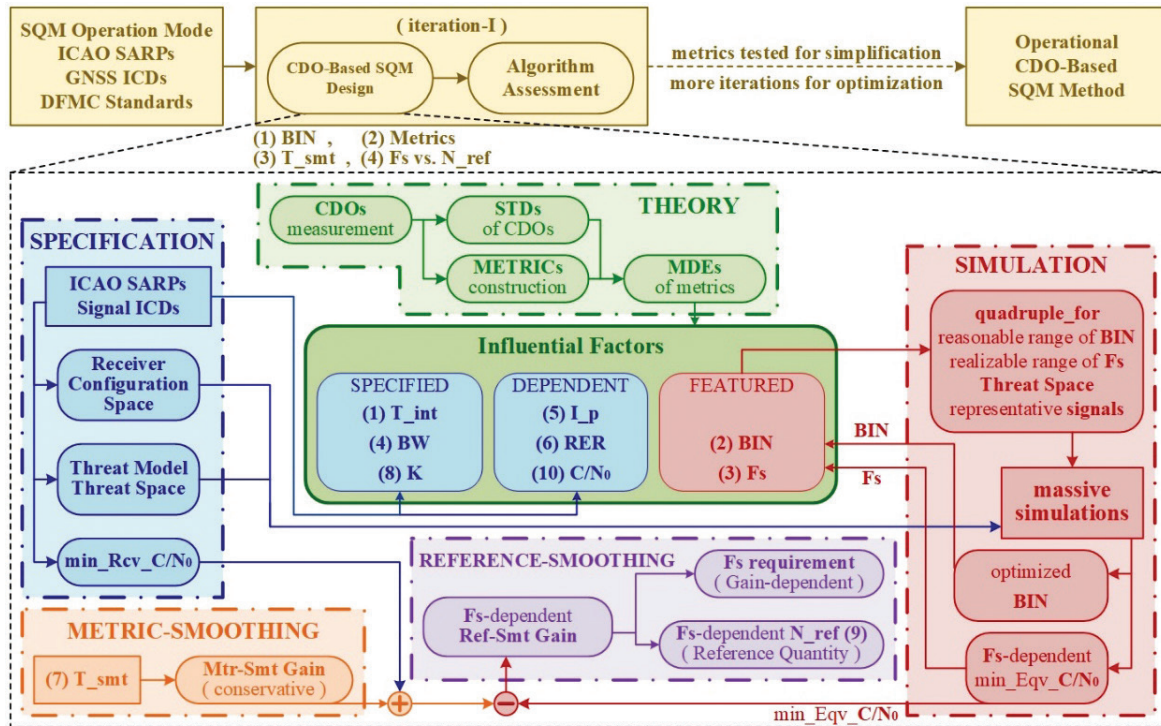 SQM Operation Mode
ICAO SARPs
GNSS ICDs
DFMC Standards
( iteration-I )
CDO-Based SQM
Design
Algorithm
Assessment
metrics tested for simplification
more iterations for optimization
Operational
CDO-Based
SQM Method
(1) BIN , (2) Metrics
(3) T_smt , (4) Fs vs. N_ref
THEORY
CDOs
measurement
STDs
of CDOs
METRICs
construction
MDEs
of metrics
SPECIFICATION
ICAO SARPs
Signal ICDs
Receiver
Configuration
Space
Threat Model
Threat Space
min_Rcv_C/N₀
Influential Factors
SPECIFIED
(1) T_int
(4) BW
(8) K
DEPENDENT
(5) I_p
(6) RER
(10) C/N₀
FEATURED
(2) BIN
(3) Fs
BIN
Fs
SIMULATION
quadruple_for
reasonable range of BIN
realizable range of Fs
Threat Space
representative signals
massive
simulations
optimized
BIN
Fs-dependent
min_Eqv_C/N₀
REFERENCE-SMOOTHING
Fs requirement
( Gain-dependent )
Fs-dependent
Ref-Smt Gain
Fs-dependent N_ref (9)
( Reference Quantity )
METRIC-SMOOTHING
(7) T_smt
Mtr-Smt Gain
( conservative )
+
−
min_Eqv_C/N₀